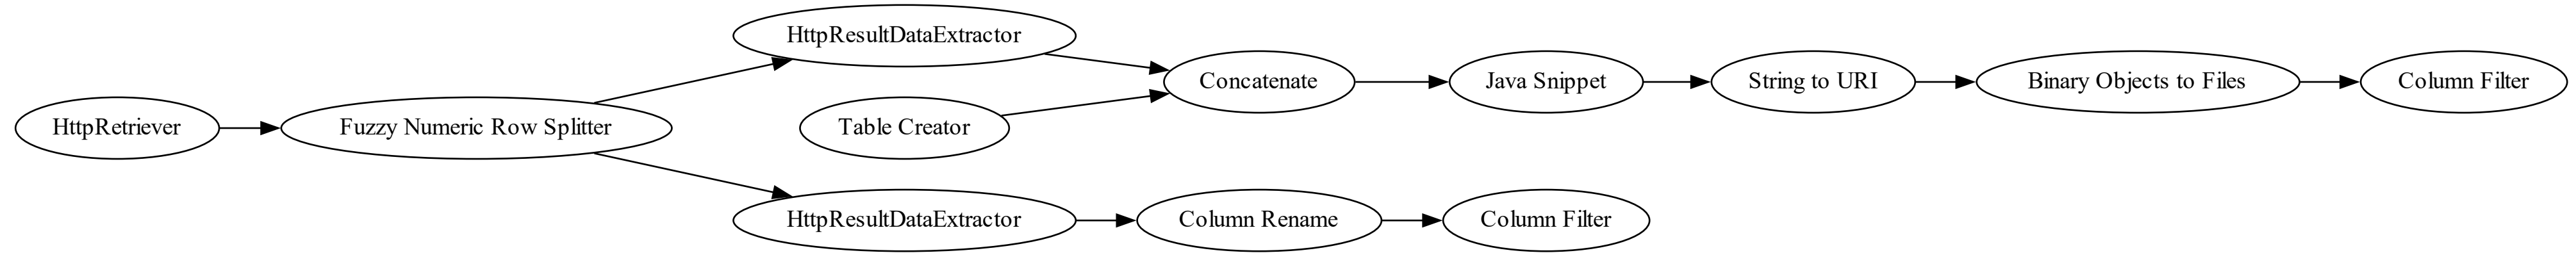 HttpRetriever
Fuzzy Numeric Row Splitter
HttpResultDataExtractor
Table Creator
Concatenate
Java Snippet
String to URI
Binary Objects to Files
Column Filter
HttpResultDataExtractor
Column Rename
Column Filter